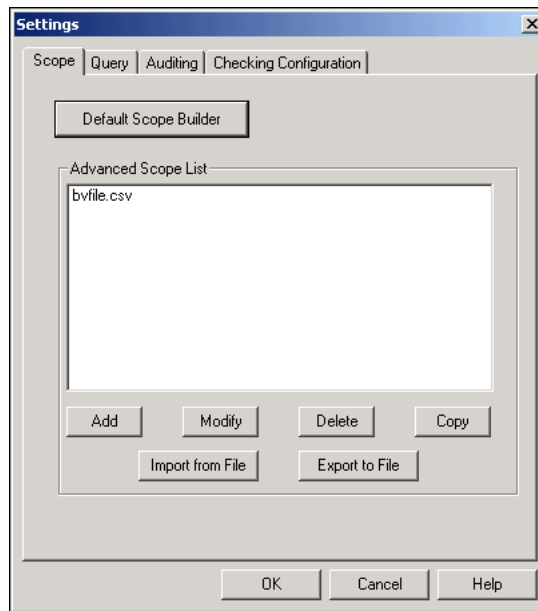 Settings
Scope Query Auditing Checking Configuration
Default Scope Builder
Advanced Scope List
bvfile.csv
Add Modify Delete Copy
Import from File Export to File
OK Cancel Help